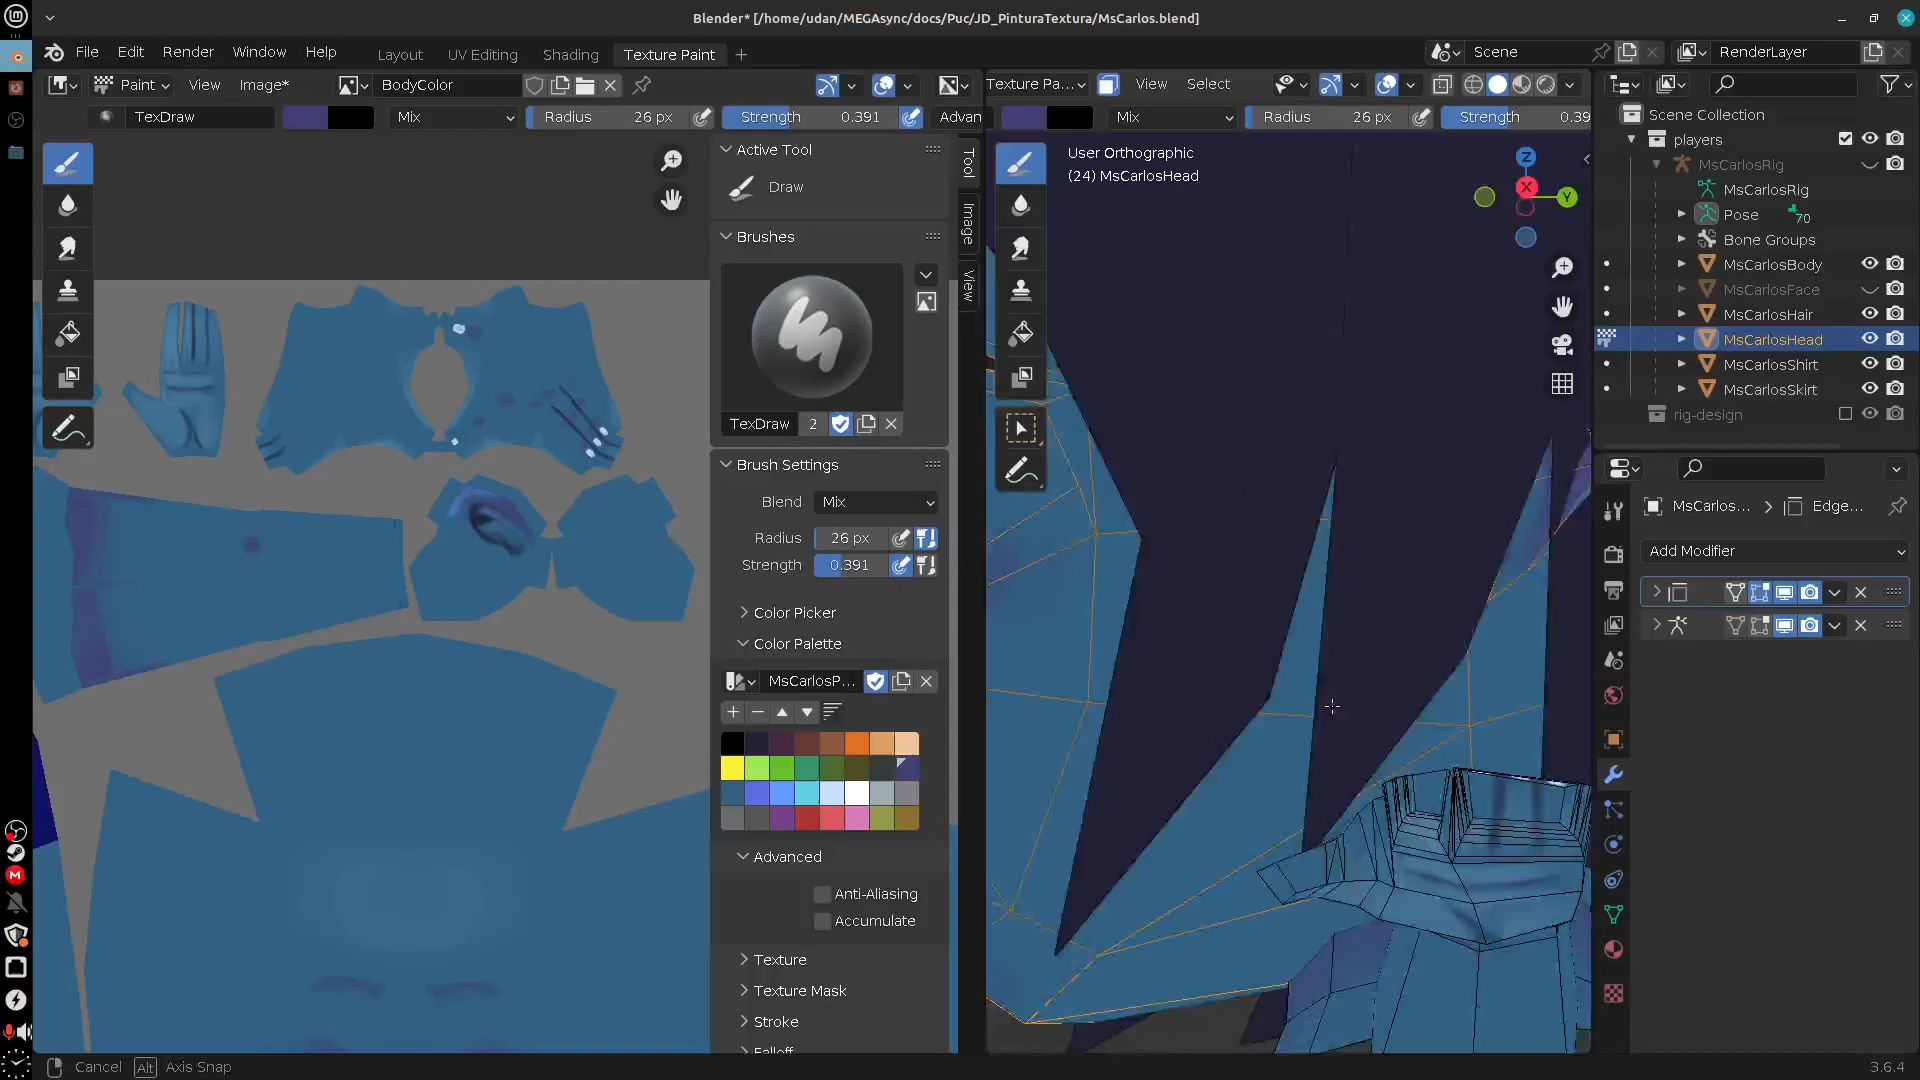 Blender* [/home/udan/MEGAsync/docs/Puc/JD_PinturaTextura/MsCarlos.blend]
File Edit Render Window Help Layout UV Editing Shading Texture Paint + Scene RenderLayer
Paint View Image* BodyColor Texture Pa... View Select
TexDraw Mix Radius 26 px Strength 0.391 Advan Mix Radius 26 px Strength 0.39
Scene Collection
players
MsCarlosRig
MsCarlosRig
Pose 70
Bone Groups
MsCarlosBody
MsCarlosFace
MsCarlosHair
MsCarlosHead
MsCarlosShirt
MsCarlosSkirt
rig-design
Active Tool
Draw
Brushes
TexDraw 2
Brush Settings
Blend Mix
Radius 26 px
Strength 0.391
Color Picker
Color Palette
MsCarlosP...
Advanced
Anti-Aliasing
Accumulate
Texture
Texture Mask
Stroke
Falloff
Tool
Image
View
User Orthographic
(24) MsCarlosHead
Z
X
Y
MsCarlos... Edge...
Add Modifier
Cancel Alt Axis Snap
3.6.4